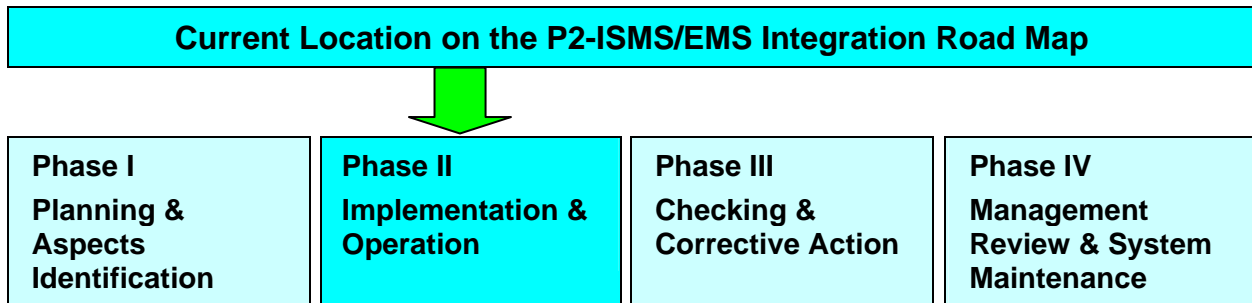 Current Location on the P2-ISMS/EMS Integration Road Map
Phase I
Planning &
Aspects
Identification
Phase II
Implementation &
Operation
Phase III
Checking &
Corrective Action
Phase IV
Management
Review & System
Maintenance